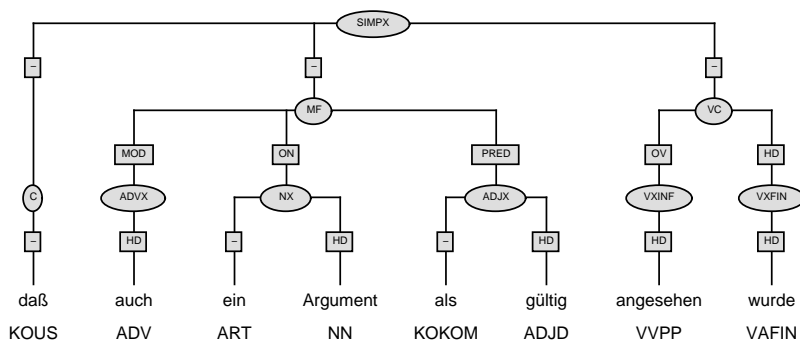 SIMPX
– – –
MF VC
MOD ON PRED OV HD
C ADVX NX ADJX VXINF VXFIN
– HD – HD – HD HD HD
daß auch ein Argument als gültig angesehen wurde
KOUS ADV ART NN KOKOM ADJD VVPP VAFIN